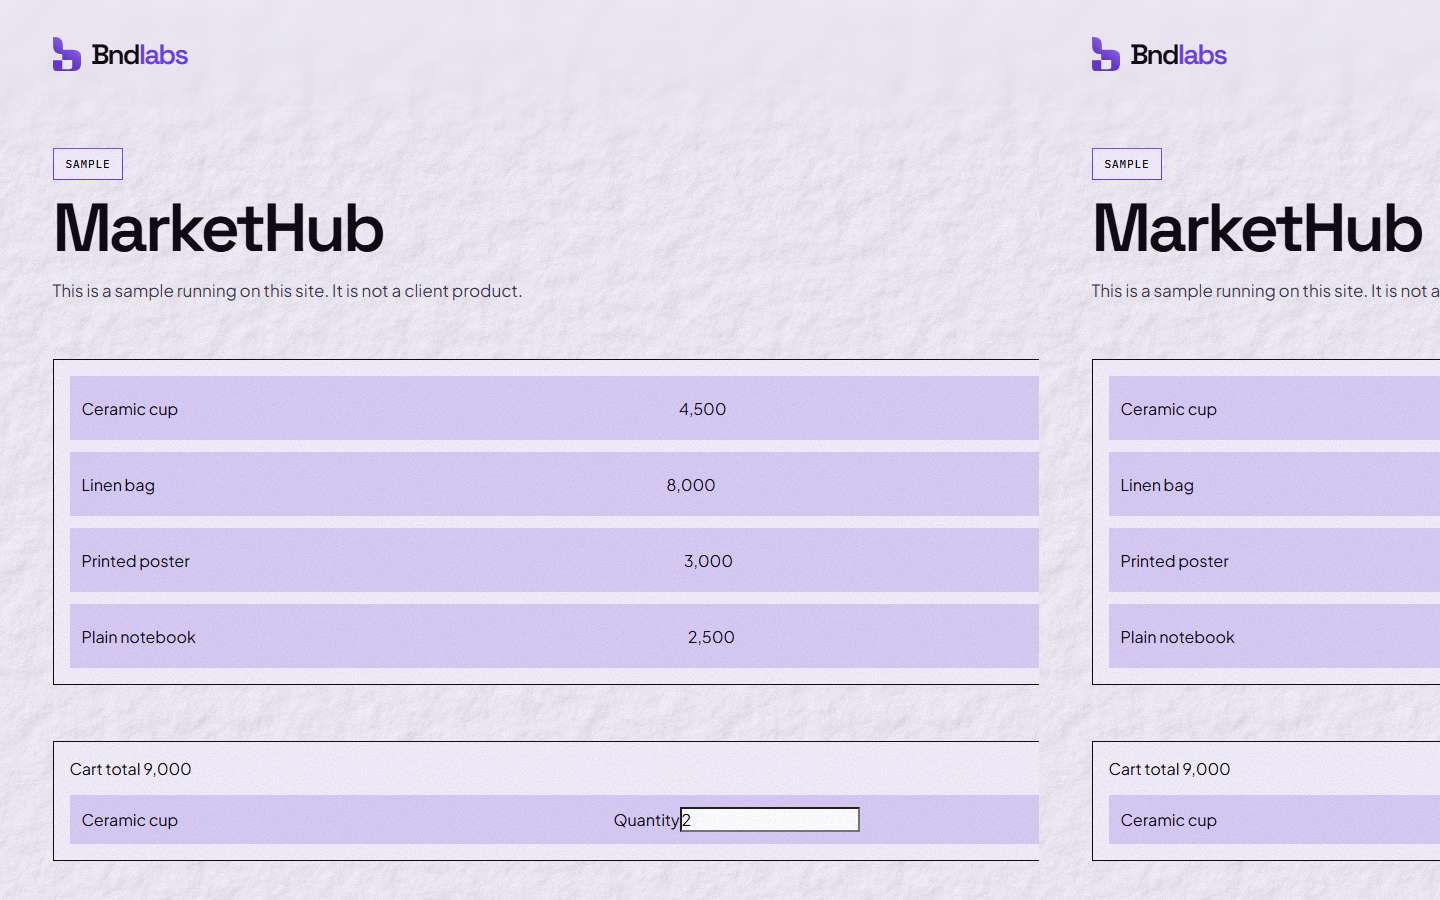 Bndlabs
SAMPLE
MarketHub
This is a sample running on this site. It is not a client product.
Ceramic cup 4,500
Linen bag 8,000
Printed poster 3,000
Plain notebook 2,500
Cart total 9,000
Ceramic cup Quantity 2
Bndlabs
SAMPLE
MarketHub
This is a sample running on this site. It is not a
Ceramic cup
Linen bag
Printed poster
Plain notebook
Cart total 9,000
Ceramic cup